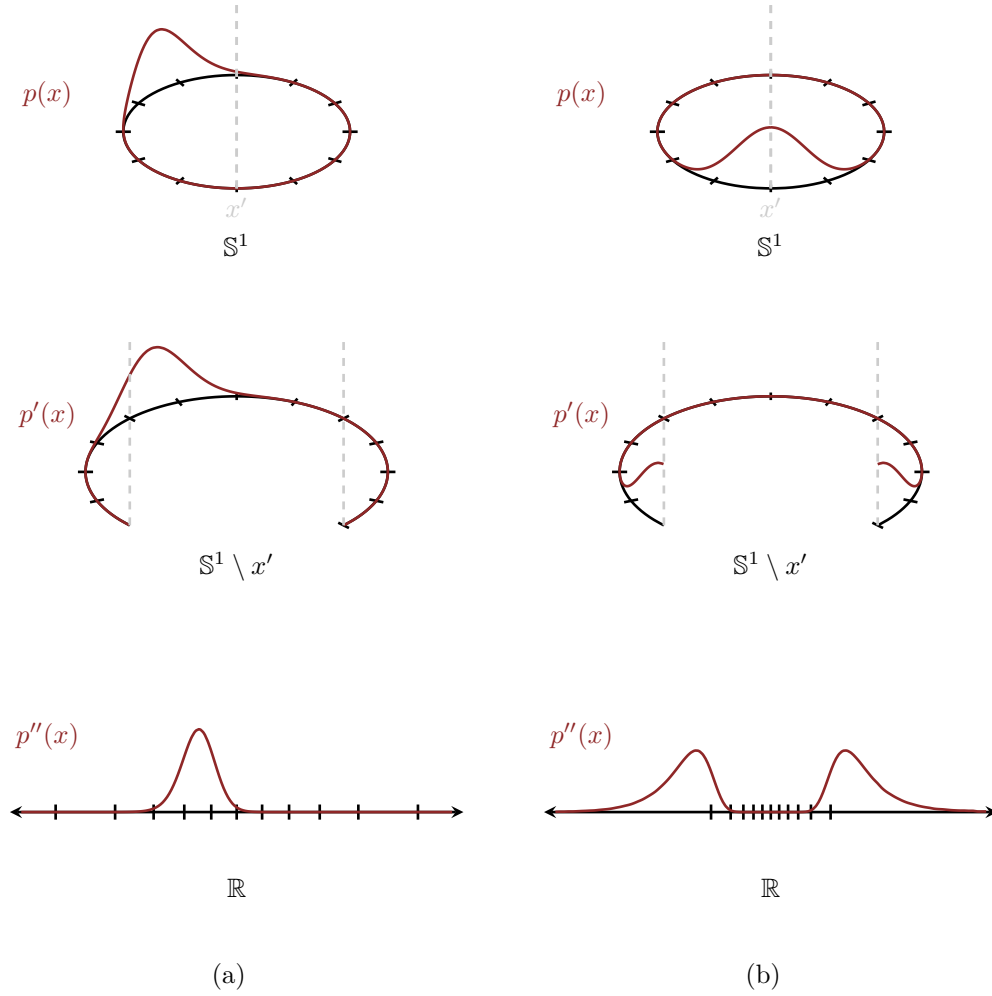 p(x)
x′
𝕊¹
p(x)
x′
𝕊¹
p′(x)
𝕊¹ \ x′
p′(x)
𝕊¹ \ x′
p′′(x)
ℝ
p′′(x)
ℝ
(a)
(b)